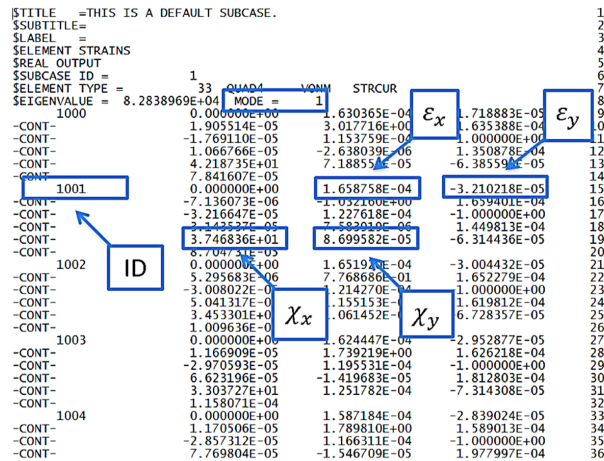 $TITLE   =THIS IS A DEFAULT SUBCASE. 1
$SUBTITLE= 2
$LABEL   = 3
$ELEMENT STRAINS 4
$REAL OUTPUT 5
$SUBCASE ID =           1 6
$ELEMENT TYPE =          33  QUAD4     VONM   STRCUR 7
$EIGENVALUE =  8.2838969E+04  MODE =     1 8
1000 0.000000E+00 1.630365E-04 1.718883E-05 9
-CONT- 1.905514E-05 3.017716E+00 1.635388E-04 10
-CONT- -1.769110E-05 1.153759E-04 -1.000000E+00 11
-CONT- 1.066766E-05 -2.638039E-06 1.350878E-04 12
-CONT- 4.218735E+01 -6.38559 13
-CONT- 7.841607E-05 14
1001 0.000000E+00 1.658758E-04 -3.210218E-05 15
-CONT- -7.136073E-06 -1.032160E+00 1.659401E-04 16
-CONT- -3.216647E-05 1.227618E-04 -1.000000E+00 17
-CONT- 1.449813E-04 18
-CONT- 3.746836E+01 8.699582E-05 -6.314436E-05 19
-CONT- 8.704731E-05 20
1002 0.000000E+00 -3.004432E-05 21
-CONT- 5.295683E-06 7.768686E-01 1.652279E-04 22
-CONT- -3.008022E 1.214270E-04 -1.000000E+00 23
-CONT- 5.041317E 1.155153E 1.619812E-04 24
-CONT- 3.453301E+ 1.061452E 6.728357E-05 25
-CONT- 1.009636E 26
1003 0.000000E+00 1.624447E-04 -2.952877E-05 27
-CONT- 1.166909E-05 1.739219E+00 1.626218E-04 28
-CONT- -2.970593E-05 1.195531E-04 -1.000000E+00 29
-CONT- 6.623196E-05 -1.419683E-05 1.812803E-04 30
-CONT- 3.303727E+01 1.251782E-04 -7.314308E-05 31
-CONT- 1.158071E-04 32
1004 0.000000E+00 1.587184E-04 -2.839024E-05 33
-CONT- 1.170506E-05 1.789810E+00 1.589013E-04 34
-CONT- -2.857312E-05 1.166311E-04 -1.000000E+00 35
-CONT- 7.769804E-05 -1.546709E-05 1.977997E-04 36
εx
εy
ID
χx
χy